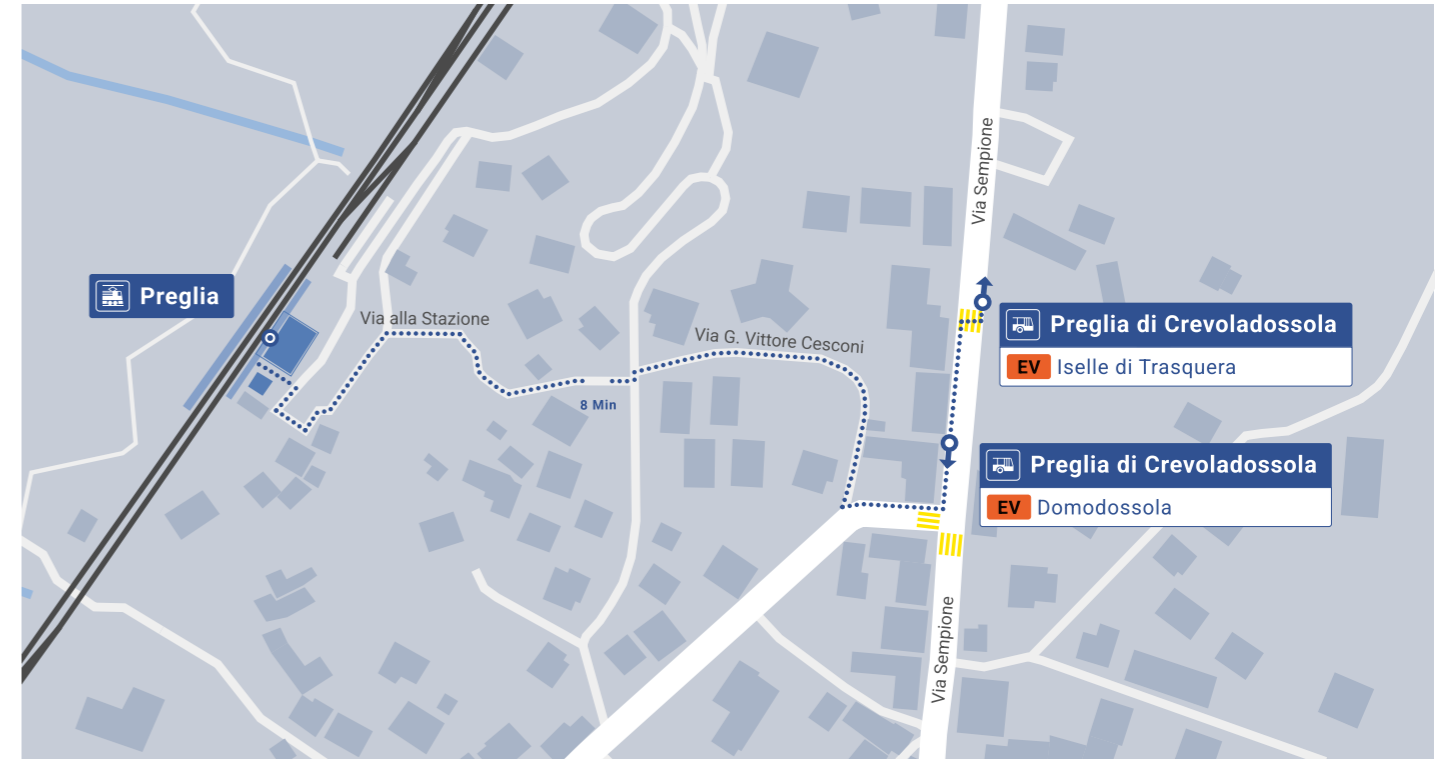 Via Sempione
Preglia
Via alla Stazione
Via G. Vittore Cesconi
8 Min
Preglia di Crevoladossola
EV Iselle di Trasquera
Preglia di Crevoladossola
EV Domodossola
Via Sempione